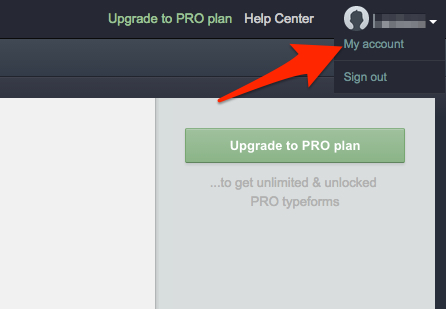 Upgrade to PRO plan Help Center
My account
Sign out
Upgrade to PRO plan
...to get unlimited & unlocked
PRO typeforms